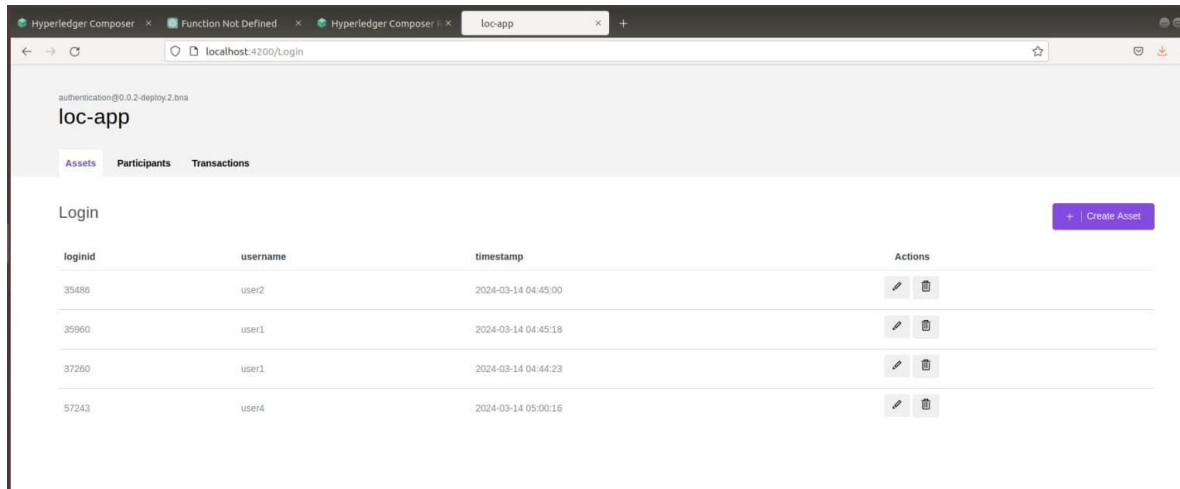 Hyperledger Composer × Function Not Defined × Hyperledger Composer × loc-app × +
localhost:4200/Login
authentication@0.0.2-deploy.2.bna
loc-app
Assets Participants Transactions
Login
+ | Create Asset
loginid username timestamp Actions
35486 user2 2024-03-14 04:45:00
35960 user1 2024-03-14 04:45:18
37260 user1 2024-03-14 04:44:23
57243 user4 2024-03-14 05:00:16